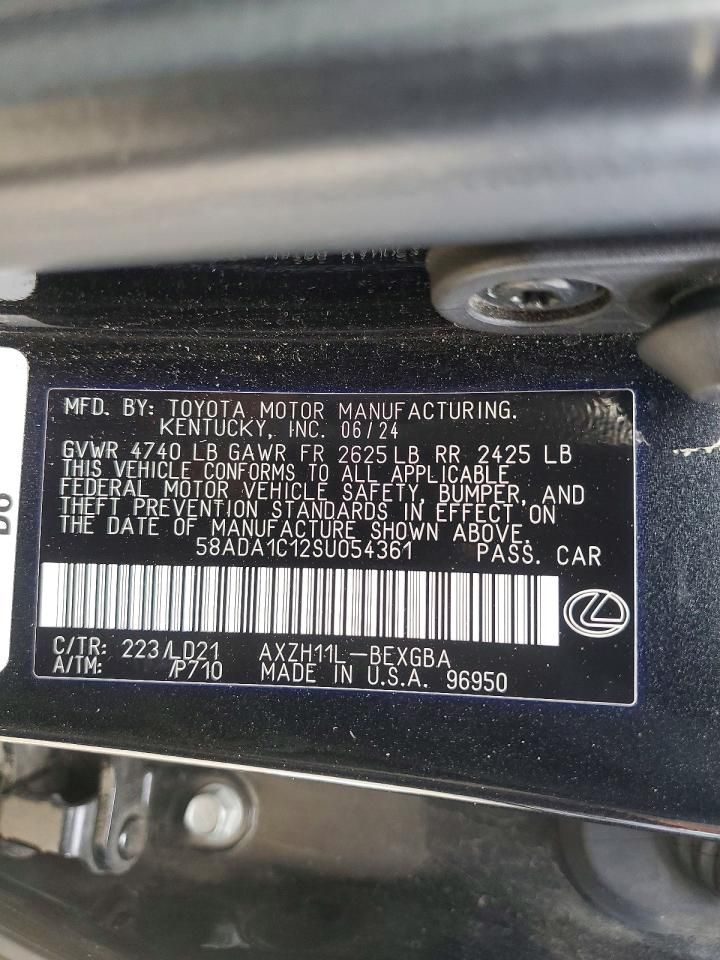 MFD. BY: TOYOTA MOTOR MANUFACTURING.
KENTUCKY, INC. 06/24
GVWR 4740 LB GAWR FR 2625 LB RR 2425 LB
THIS VEHICLE CONFORMS TO ALL APPLICABLE
FEDERAL MOTOR VEHICLE SAFETY, BUMPER, AND
THEFT PREVENTION STANDARDS IN EFFECT ON
THE DATE OF MANUFACTURE SHOWN ABOVE.
58ADA1C12SU054361 PASS. CAR
C/TR: 223/LD21 AXZH11L-BEXGBA
A/TM: /P710 MADE IN U.S.A. 96950